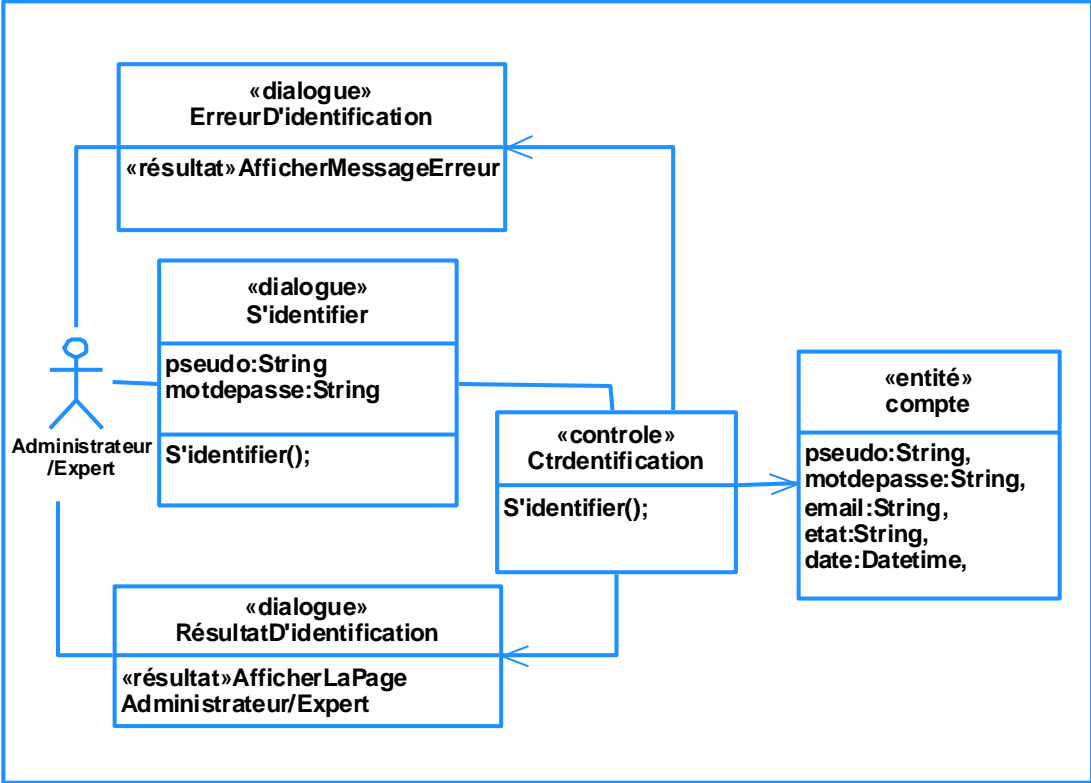 «dialogue»
ErreurD'identification
«résultat»AfficherMessageErreur
«dialogue»
S'identifier
pseudo:String
motdepasse:String
S'identifier();
Administrateur
/Expert
«controle»
Ctrdentification
S'identifier();
«entité»
compte
pseudo:String,
motdepasse:String,
email:String,
etat:String,
date:Datetime,
«dialogue»
RésultatD'identification
«résultat»AfficherLaPage
Administrateur/Expert